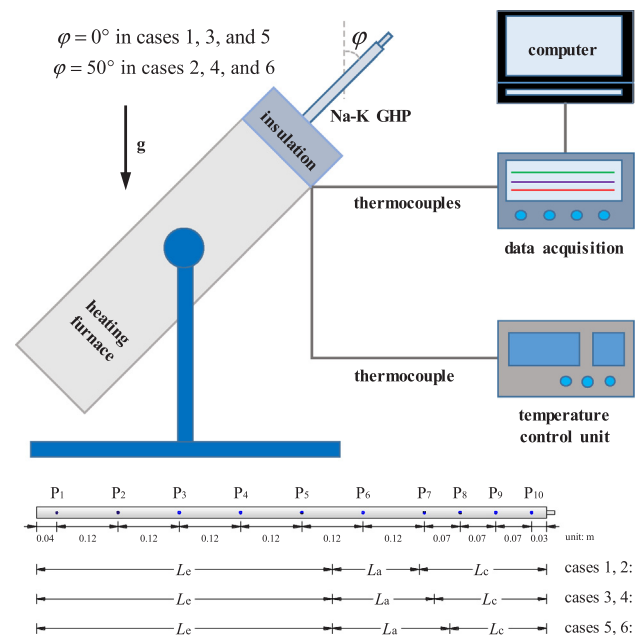 φ = 0° in cases 1, 3, and 5
φ = 50° in cases 2, 4, and 6
φ
computer
Na-K GHP
insulation
g
thermocouples
data acquisition
heating
furnace
thermocouple
temperature
control unit
P1 P2 P3 P4 P5 P6 P7 P8 P9 P10
0.04 0.12 0.12 0.12 0.12 0.12 0.12 0.07 0.07 0.07 0.03 unit: m
Le La Lc cases 1, 2:
Le La Lc cases 3, 4:
Le La Lc cases 5, 6: